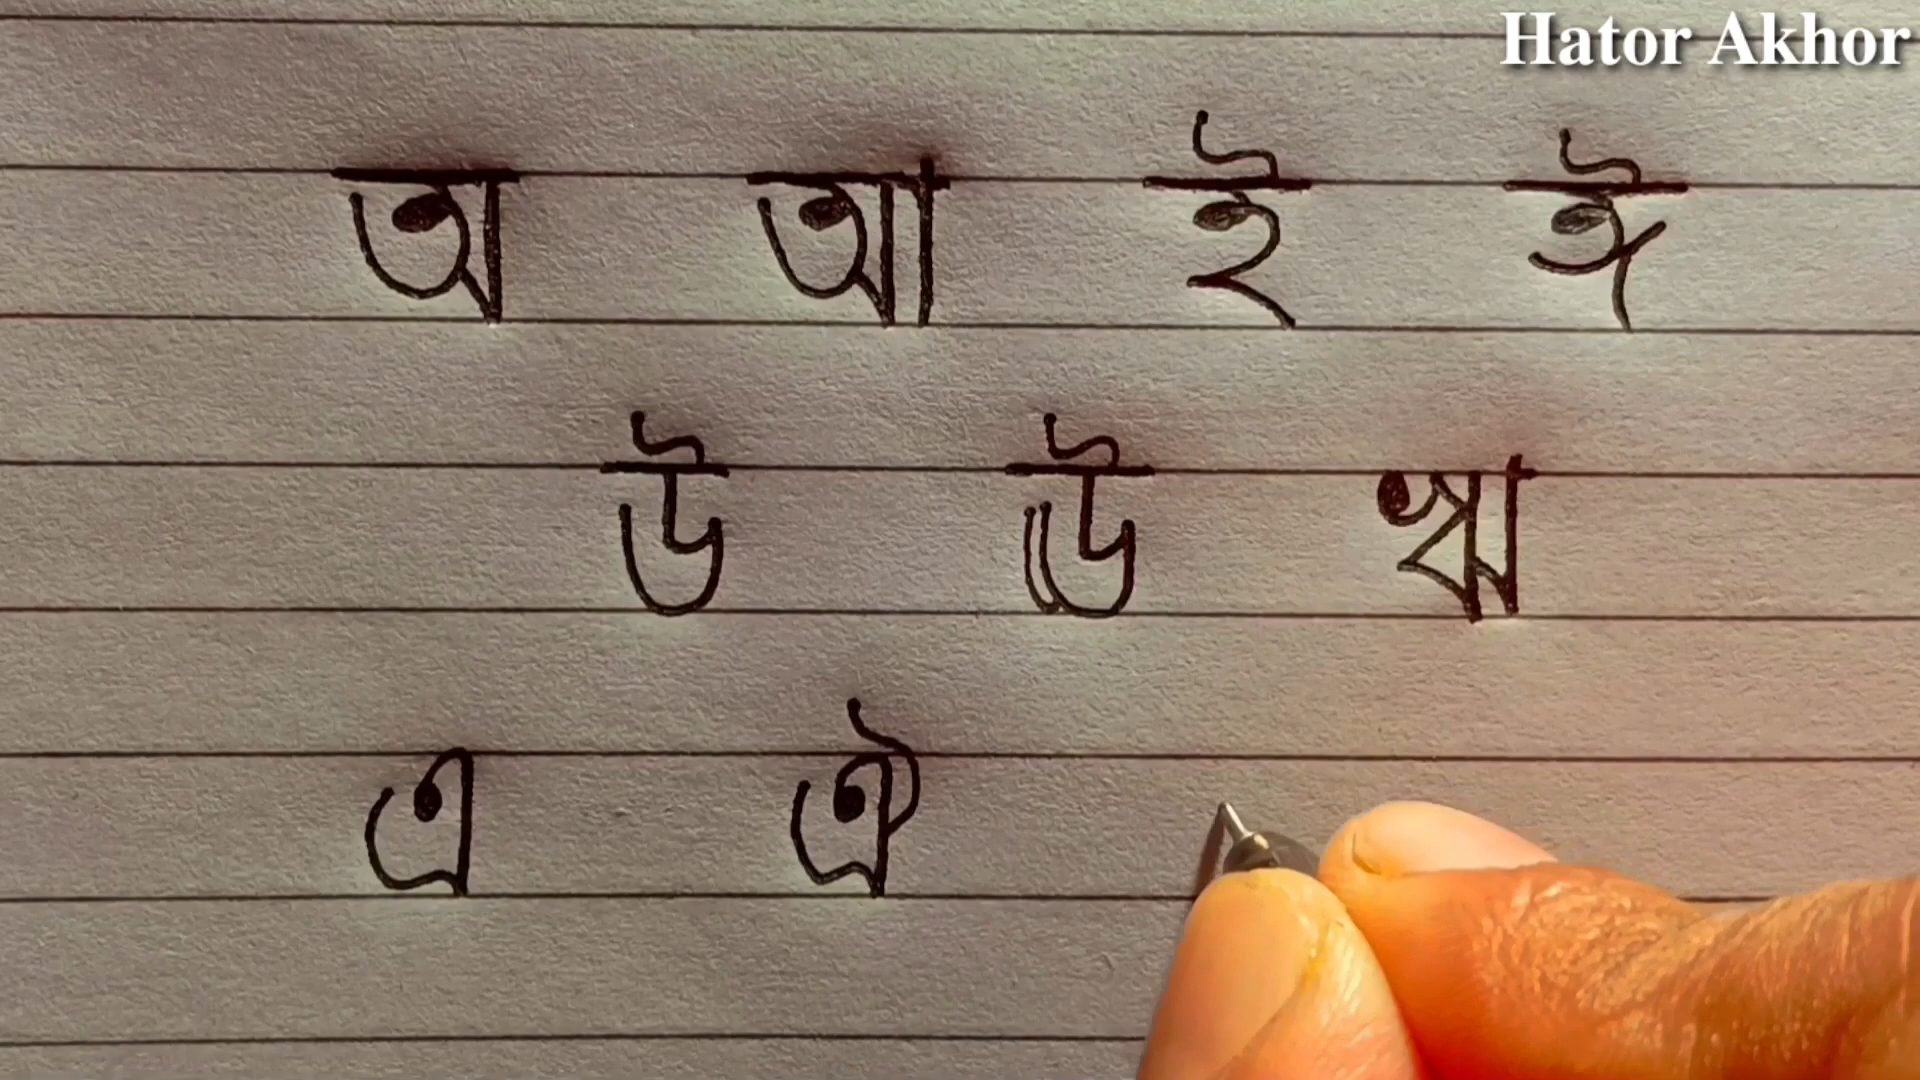 Hator Akhor
অ আ ই ঈ
উ ঊ ঋ
এ ঐ